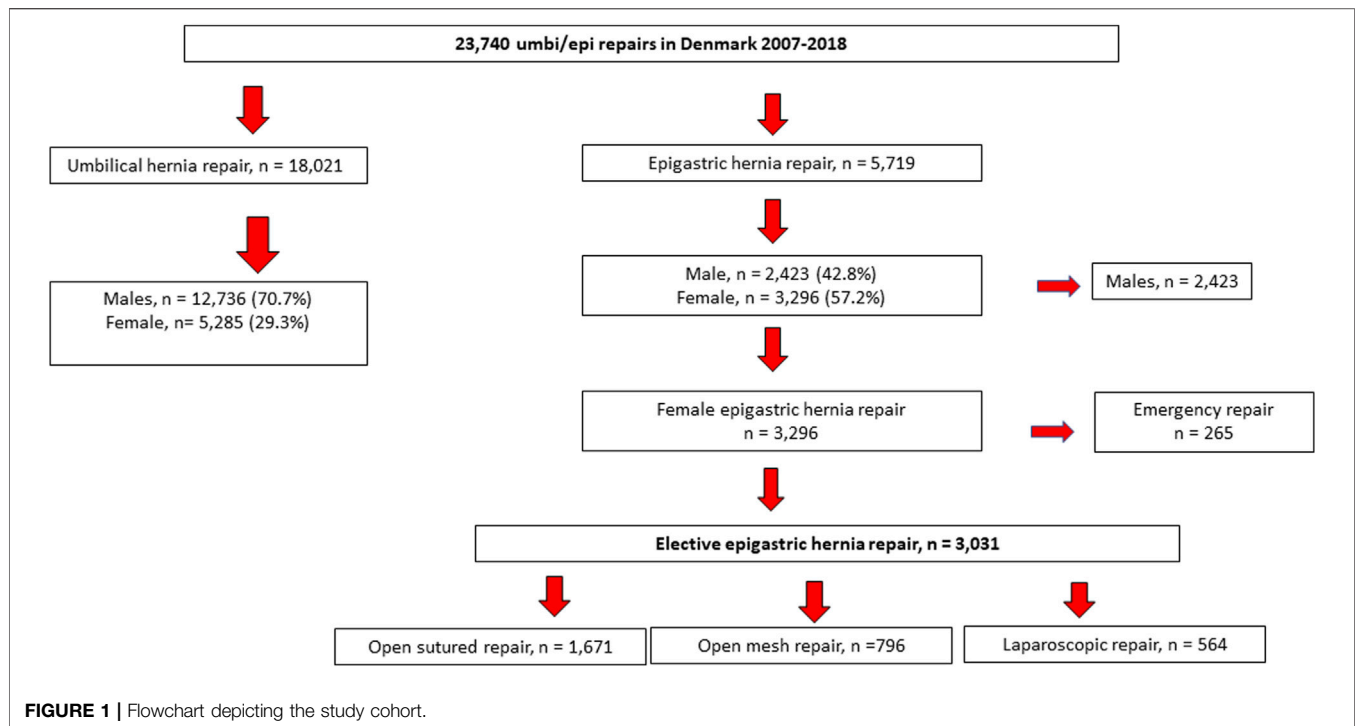 23,740 umbi/epi repairs in Denmark 2007-2018
Umbilical hernia repair, n = 18,021
Epigastric hernia repair, n = 5,719
Males, n = 12,736 (70.7%)
Female, n= 5,285 (29.3%)
Male, n = 2,423 (42.8%)
Female, n = 3,296 (57.2%)
Males, n = 2,423
Female epigastric hernia repair
n = 3,296
Emergency repair
n = 265
Elective epigastric hernia repair, n = 3,031
Open sutured repair, n = 1,671
Open mesh repair, n =796
Laparoscopic repair, n = 564
FIGURE 1 | Flowchart depicting the study cohort.